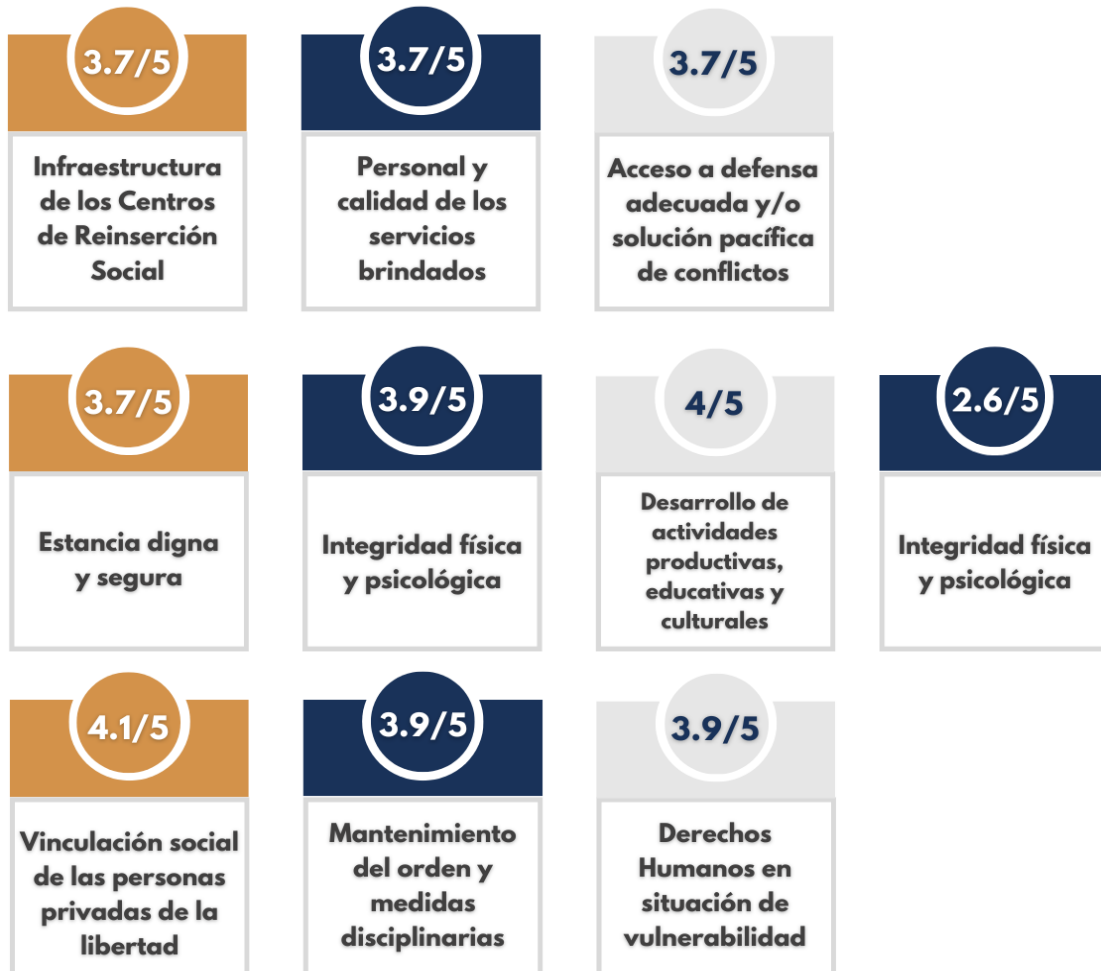 3.7/5
Infraestructura
de los Centros
de Reinserción
Social
3.7/5
Personal y
calidad de los
servicios
brindados
3.7/5
Acceso a defensa
adecuada y/o
solución pacífica
de conflictos
3.7/5
Estancia digna
y segura
3.9/5
Integridad física
y psicológica
4/5
Desarrollo de
actividades
productivas,
educativas y
culturales
2.6/5
Integridad física
y psicológica
4.1/5
Vinculación social
de las personas
privadas de la
libertad
3.9/5
Mantenimiento
del orden y
medidas
disciplinarias
3.9/5
Derechos
Humanos en
situación de
vulnerabilidad